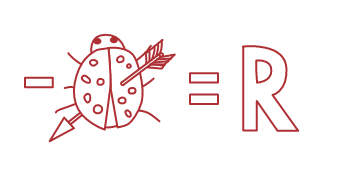 - = R